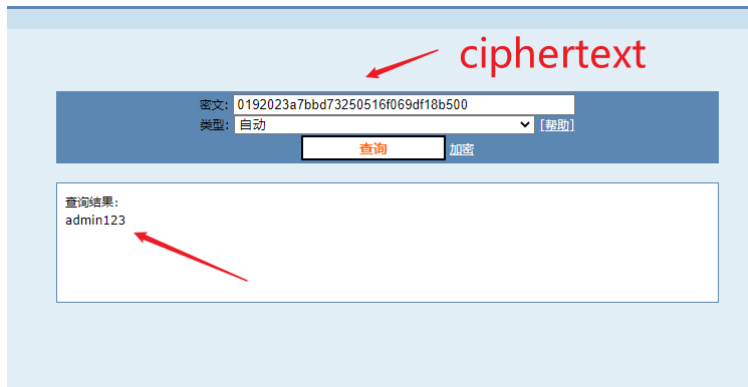 ciphertext
密文: 0192023a7bbd73250516f069df18b500
类型: 自动 [帮助]
查询 加密
查询结果:
admin123